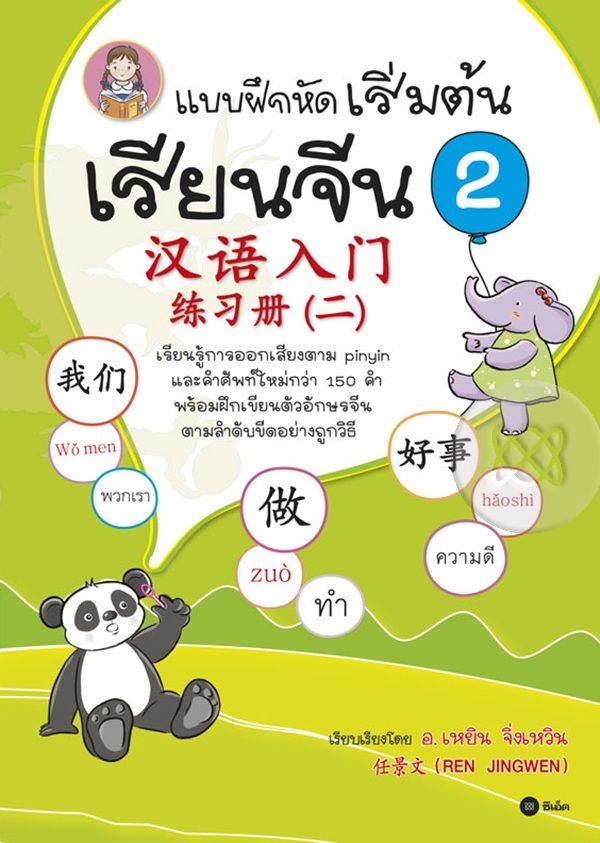 แบบฝึกหัด เริ่มต้น
เรียนจีน 2
汉语入门
练习册 (二)
เรียนรู้การออกเสียงตาม pinyin
และคำศัพท์ใหม่กว่า 150 คำ
พร้อมฝึกเขียนตัวอักษรจีน
ตามลำดับขีดอย่างถูกวิธี
我们
Wǒ men
พวกเรา
做
zuò
ทำ
好事
hǎoshì
ความดี
เรียบเรียงโดย อ. เหยิน จิ่งเหวิน
任景文 (REN JINGWEN)
ซีเอ็ด